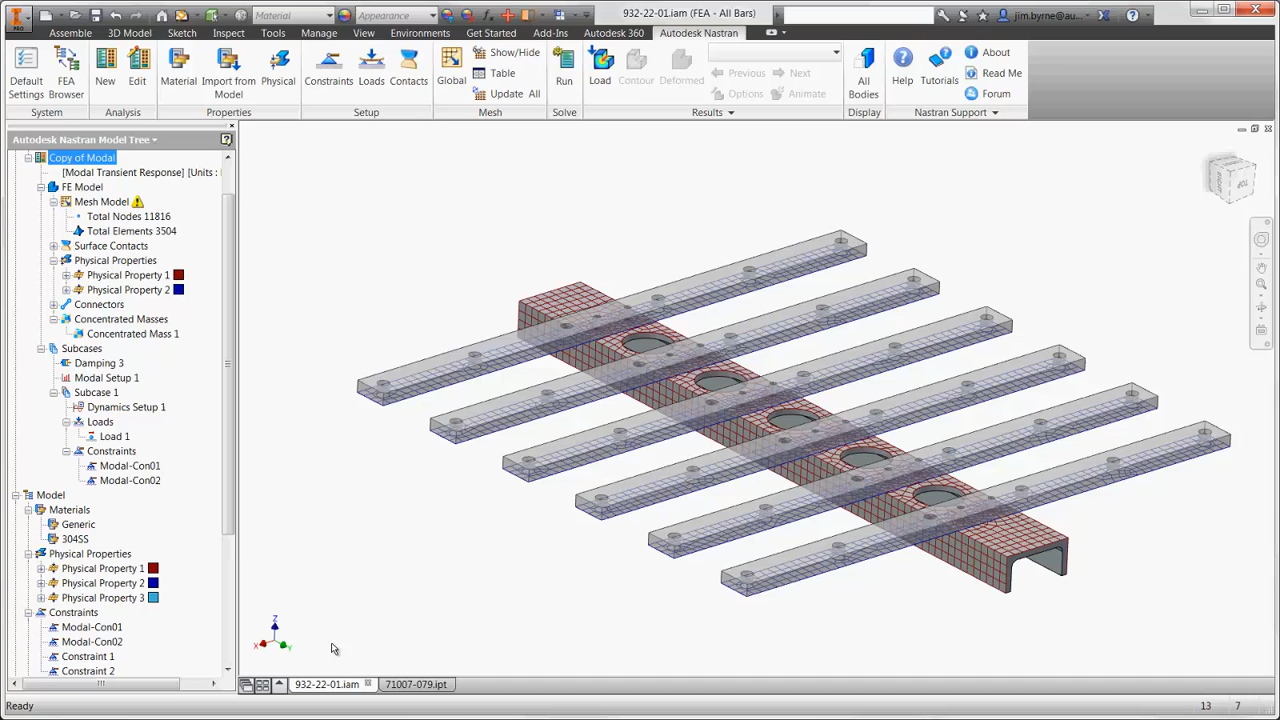 PRO
Material
Appearance
932-22-01.iam (FEA - All Bars)
jim.byrne@au...
Assemble
3D Model
Sketch
Inspect
Tools
Manage
View
Environments
Get Started
Add-Ins
Autodesk 360
Autodesk Nastran
Default Settings
FEA Browser
New
Edit
Material
Import from Model
Physical
Constraints
Loads
Contacts
Global
Show/Hide
Table
Update All
Run
Load
Contour
Deformed
Previous
Next
Options
Animate
All Bodies
Help
Tutorials
About
Read Me
Forum
System
Analysis
Properties
Setup
Mesh
Solve
Results
Display
Nastran Support
Autodesk Nastran Model Tree
Copy of Modal
[Modal Transient Response] [Units :
FE Model
Mesh Model
Total Nodes 11816
Total Elements 3504
Surface Contacts
Physical Properties
Physical Property 1
Physical Property 2
Connectors
Concentrated Masses
Concentrated Mass 1
Subcases
Damping 3
Modal Setup 1
Subcase 1
Dynamics Setup 1
Loads
Load 1
Constraints
Modal-Con01
Modal-Con02
Model
Materials
Generic
304SS
Physical Properties
Physical Property 1
Physical Property 2
Physical Property 3
Constraints
Modal-Con01
Modal-Con02
Constraint 1
Constraint 2
Z
X
Y
932-22-01.iam
71007-079.ipt
Ready
13
7